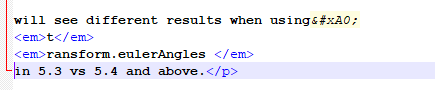 will see different results when using&#xA0;
<em>t</em>
<em>ransform.eulerAngles </em>
in 5.3 vs 5.4 and above.</p>